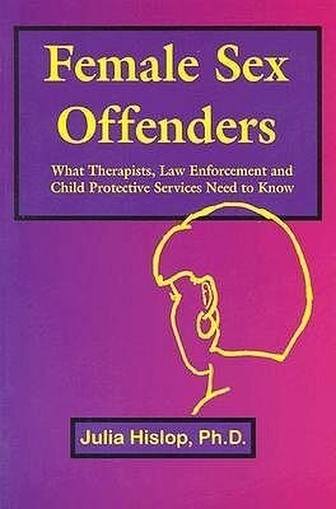 Female Sex
Offenders
What Therapists, Law Enforcement and
Child Protective Services Need to Know
Julia Hislop, Ph.D.